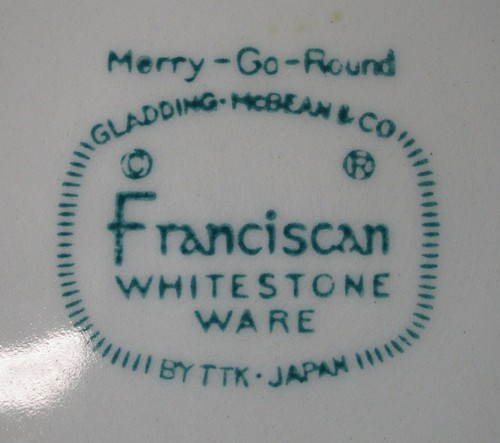 Merry-Go-Round
GLADDING·McBEAN & CO
© ®
Franciscan
WHITESTONE
WARE
BY TTK·JAPAN